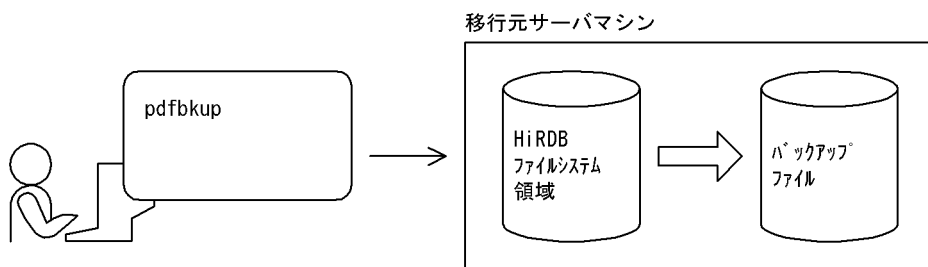 移行元サーバマシン
pdfbkup
HiRDB
ファイルシステム
領域
バックアップ
ファイル